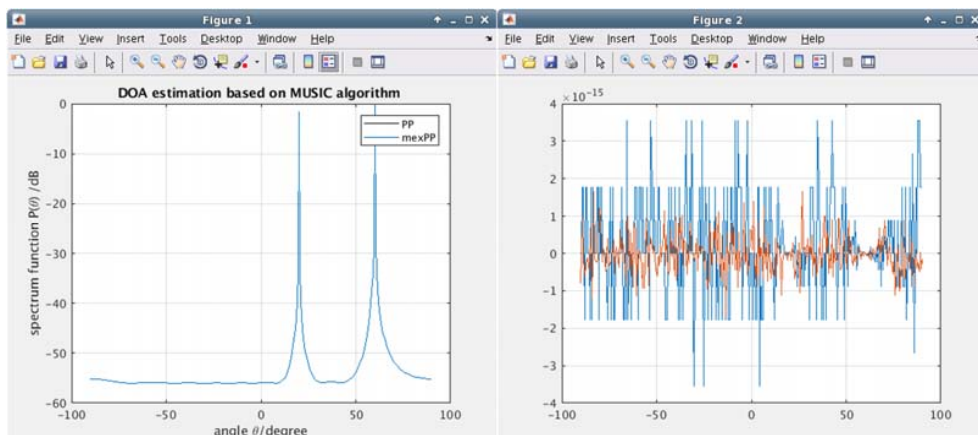 Figure 1
File Edit View Insert Tools Desktop Window Help
DOA estimation based on MUSIC algorithm
PP
mexPP
spectrum function P(θ) /dB
0
-10
-20
-30
-40
-50
-60
-100 -50 0 50 100
angle θ/degree
Figure 2
File Edit View Insert Tools Desktop Window Help
×10⁻¹⁵
4
3
2
1
0
-1
-2
-3
-4
-100 -50 0 50 100